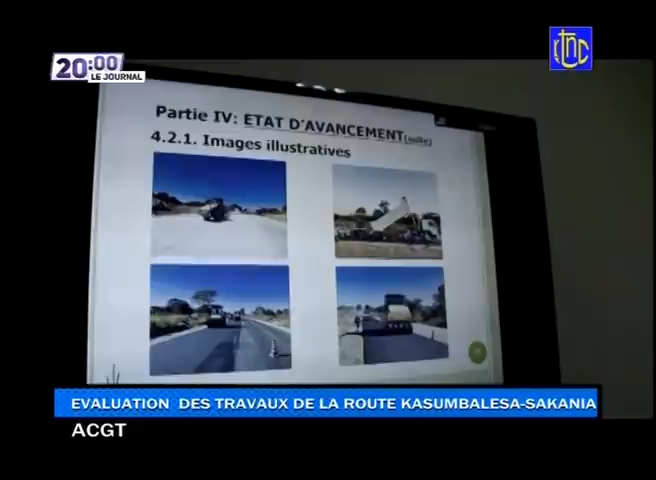 20:00
LE JOURNAL
rtnc
Partie IV: ETAT D'AVANCEMENT(suite)
4.2.1. Images illustratives
EVALUATION DES TRAVAUX DE LA ROUTE KASUMBALESA-SAKANIA
ACGT